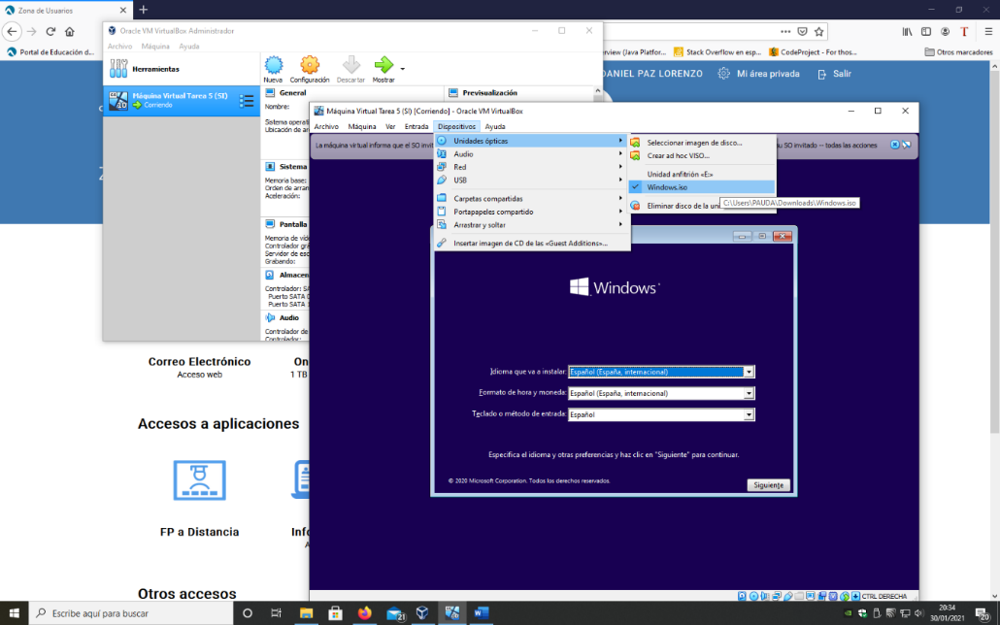 Zona de Usuarios
Oracle VM VirtualBox Administrador
Archivo Máquina Ayuda
Portal de Educación d...
erview (Java Platfor...
Stack Overflow en esp...
CodeProject - For thos...
Otros marcadores
Herramientas
Nueva Configuración Descartar Mostrar
DANIEL PAZ LORENZO
Mi área privada
Salir
Máquina Virtual Tarea 5 (SI)
Corriendo
General
Previsualización
Nombre:
Sistema operati
Ubicación de ar
Máquina Virtual Tarea 5 (SI) [Corriendo] - Oracle VM VirtualBox
Archivo Máquina Ver Entrada Dispositivos Ayuda
La máquina virtual informa que el SO invit
su SO invitado — todas las acciones
Unidades ópticas
Audio
Red
USB
Carpetas compartidas
Portapapeles compartido
Arrastrar y soltar
Insertar imagen de CD de las «Guest Additions»...
Seleccionar imagen de disco...
Crear ad hoc VISO...
Unidad anfitrión «E»
Windows.iso
Eliminar disco de la uni
C:\Users\PAUDA\Downloads\Windows.iso
Sistema
Memoria base:
Orden de arran
Aceleración:
Pantalla
Memoria de víd
Controlador grá
Servidor de esc
Grabando:
Almacen
Controlador: SA
Puerto SATA 0
Puerto SATA 1
Audio
Controlador de
Controlador:
Windows
Idioma que va a instalar: Español (España, internacional)
Formato de hora y moneda: Español (España, internacional)
Teclado o método de entrada: Español
Especifica el idioma y otras preferencias y haz clic en "Siguiente" para continuar.
© 2020 Microsoft Corporation. Todos los derechos reservados.
Siguiente
Correo Electrónico
Acceso web
On
1 TB
Accesos a aplicaciones
FP a Distancia
Info
A
Otros accesos
CTRL DERECHA
Escribe aquí para buscar
21
20:34
30/01/2021
20